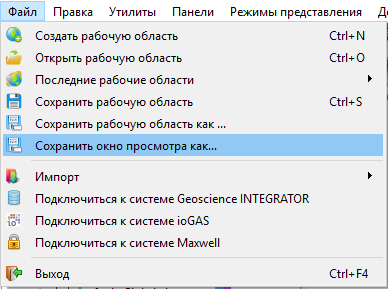 Файл Правка Утилиты Панели Режимы представления
Создать рабочую область Ctrl+N
Открыть рабочую область Ctrl+O
Последние рабочие области
Сохранить рабочую область Ctrl+S
Сохранить рабочую область как ...
Сохранить окно просмотра как...
Импорт
Подключиться к системе Geoscience INTEGRATOR
Подключиться к системе ioGAS
Подключиться к системе Maxwell
Выход Ctrl+F4